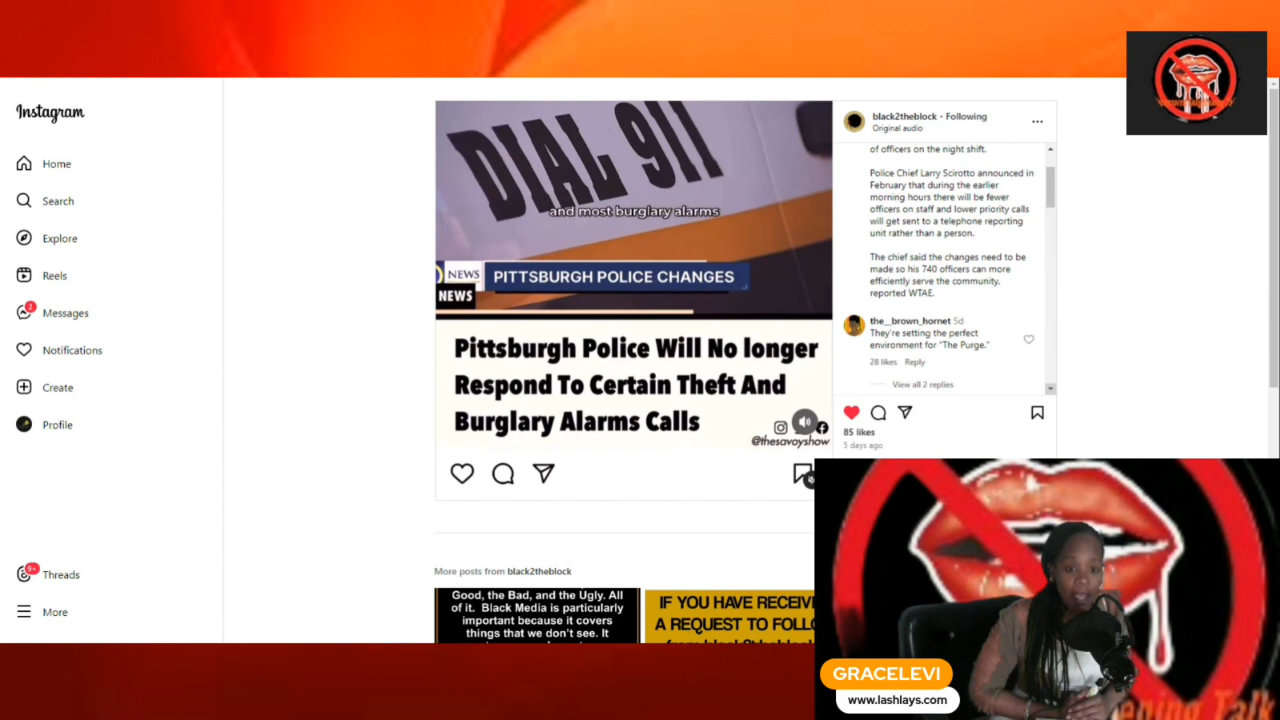 Instagram
Home
Search
Explore
Reels
2
Messages
Notifications
Create
Profile
9+
Threads
More
DIAL 911
and most burglary alarms
NEWS
PITTSBURGH POLICE CHANGES
NEWS
Pittsburgh Police Will No longer
Respond To Certain Theft And
Burglary Alarms Calls
@thesavoyshow
black2theblock • Following
Original audio
of officers on the night shift.
Police Chief Larry Scirotto announced in
February that during the earlier
morning hours there will be fewer
officers on staff and lower priority calls
will get sent to a telephone reporting
unit rather than a person.
The chief said the changes need to be
made so his 740 officers can more
efficiently serve the community,
reported WTAE.
the__brown_hornet 5d
They're setting the perfect
environment for "The Purge."
28 likes Reply
View all 2 replies
85 likes
5 days ago
More posts from black2theblock
Good, the Bad, and the Ugly. All
of it. Black Media is particularly
important because it covers
things that we don't see. It
IF YOU HAVE RECEIV
A REQUEST TO FOLLO
GRACELEVI
www.lashlays.com
ening Talk